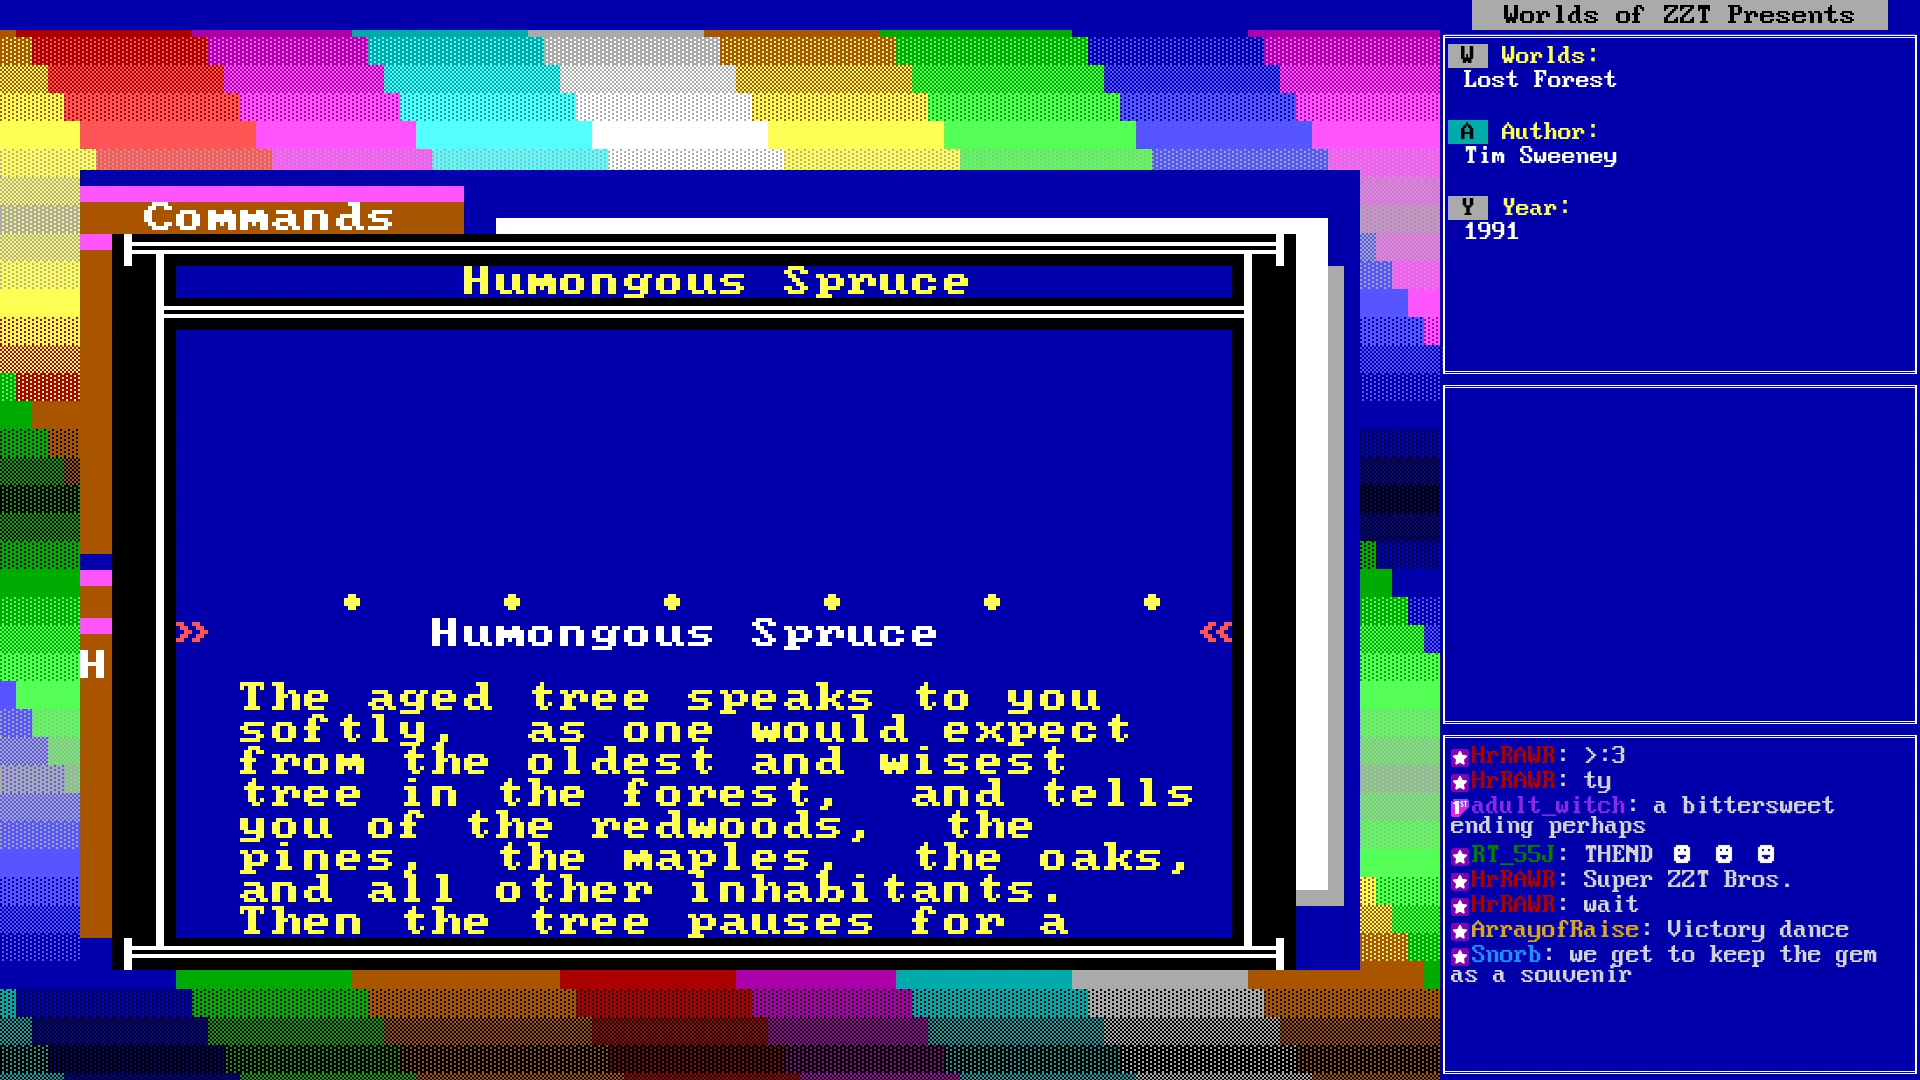 Worlds of ZZT Presents
W Worlds:
Lost Forest
A Author:
Tim Sweeney
Y Year:
1991
Commands
Humongous Spruce
» Humongous Spruce «
H
The aged tree speaks to you
softly, as one would expect
from the oldest and wisest
tree in the forest, and tells
you of the redwoods, the
pines, the maples, the oaks,
and all other inhabitants.
Then the tree pauses for a
HrRAWR: >:3
HrRAWR: ty
1ST adult_witch: a bittersweet
ending perhaps
RT_55J: THEND ☻ ☻ ☻
HrRAWR: Super ZZT Bros.
HrRAWR: wait
ArrayofRaise: Victory dance
Snorb: we get to keep the gem
as a souvenir